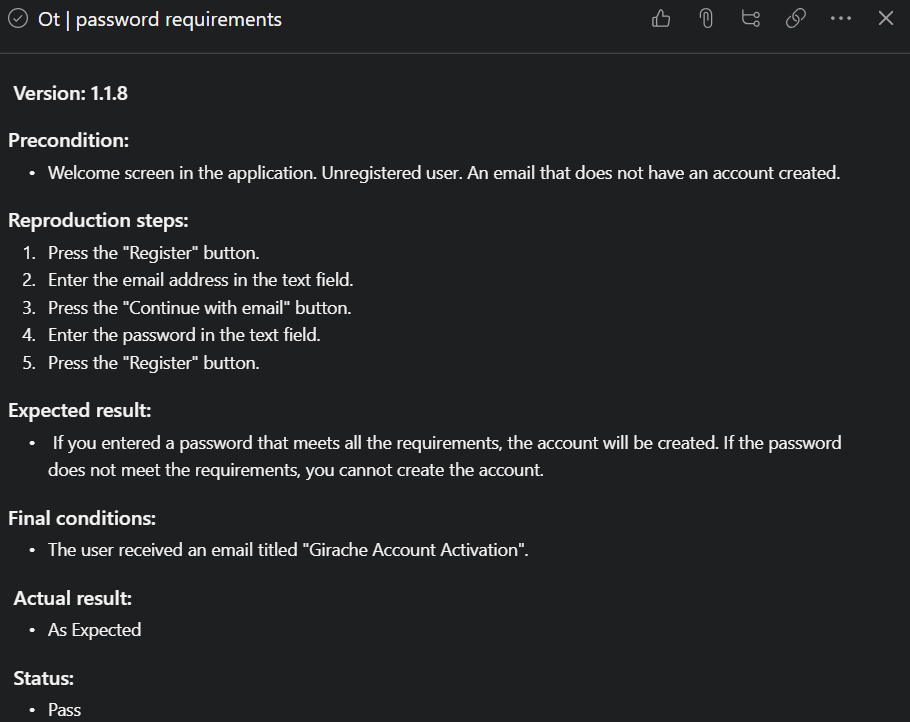 Ot | password requirements
Version: 1.1.8
Precondition:
• Welcome screen in the application. Unregistered user. An email that does not have an account created.
Reproduction steps:
1. Press the "Register" button.
2. Enter the email address in the text field.
3. Press the "Continue with email" button.
4. Enter the password in the text field.
5. Press the "Register" button.
Expected result:
• If you entered a password that meets all the requirements, the account will be created. If the password
does not meet the requirements, you cannot create the account.
Final conditions:
• The user received an email titled "Girache Account Activation".
Actual result:
• As Expected
Status:
• Pass